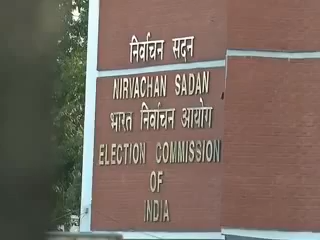 निर्वाचन सदन
NIRVACHAN SADAN
भारत निर्वाचन आयोग
ELECTION COMMISSION
OF
INDIA